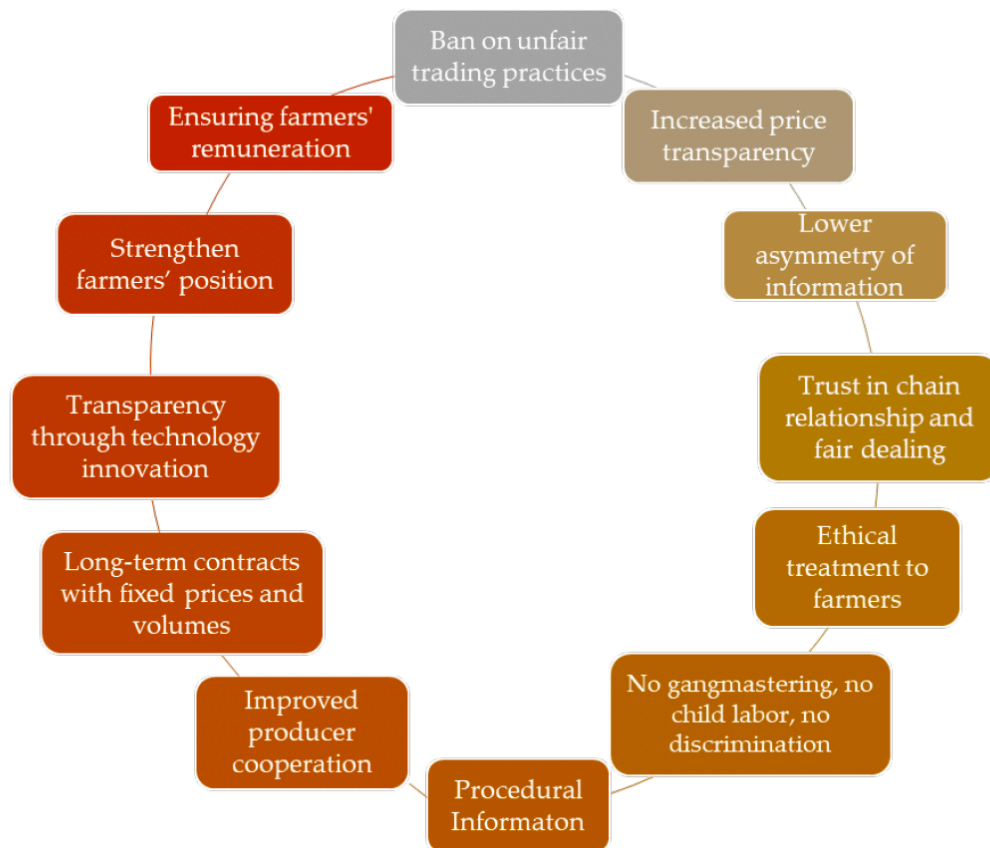 Ban on unfair
trading practices
Increased price
transparency
Lower
asymmetry of
information
Trust in chain
relationship and
fair dealing
Ethical
treatment to
farmers
No gangmastering, no
child labor, no
discrimination
Procedural
Informaton
Improved
producer
cooperation
Long-term contracts
with fixed prices and
volumes
Transparency
through technology
innovation
Strengthen
farmers’ position
Ensuring farmers'
remuneration